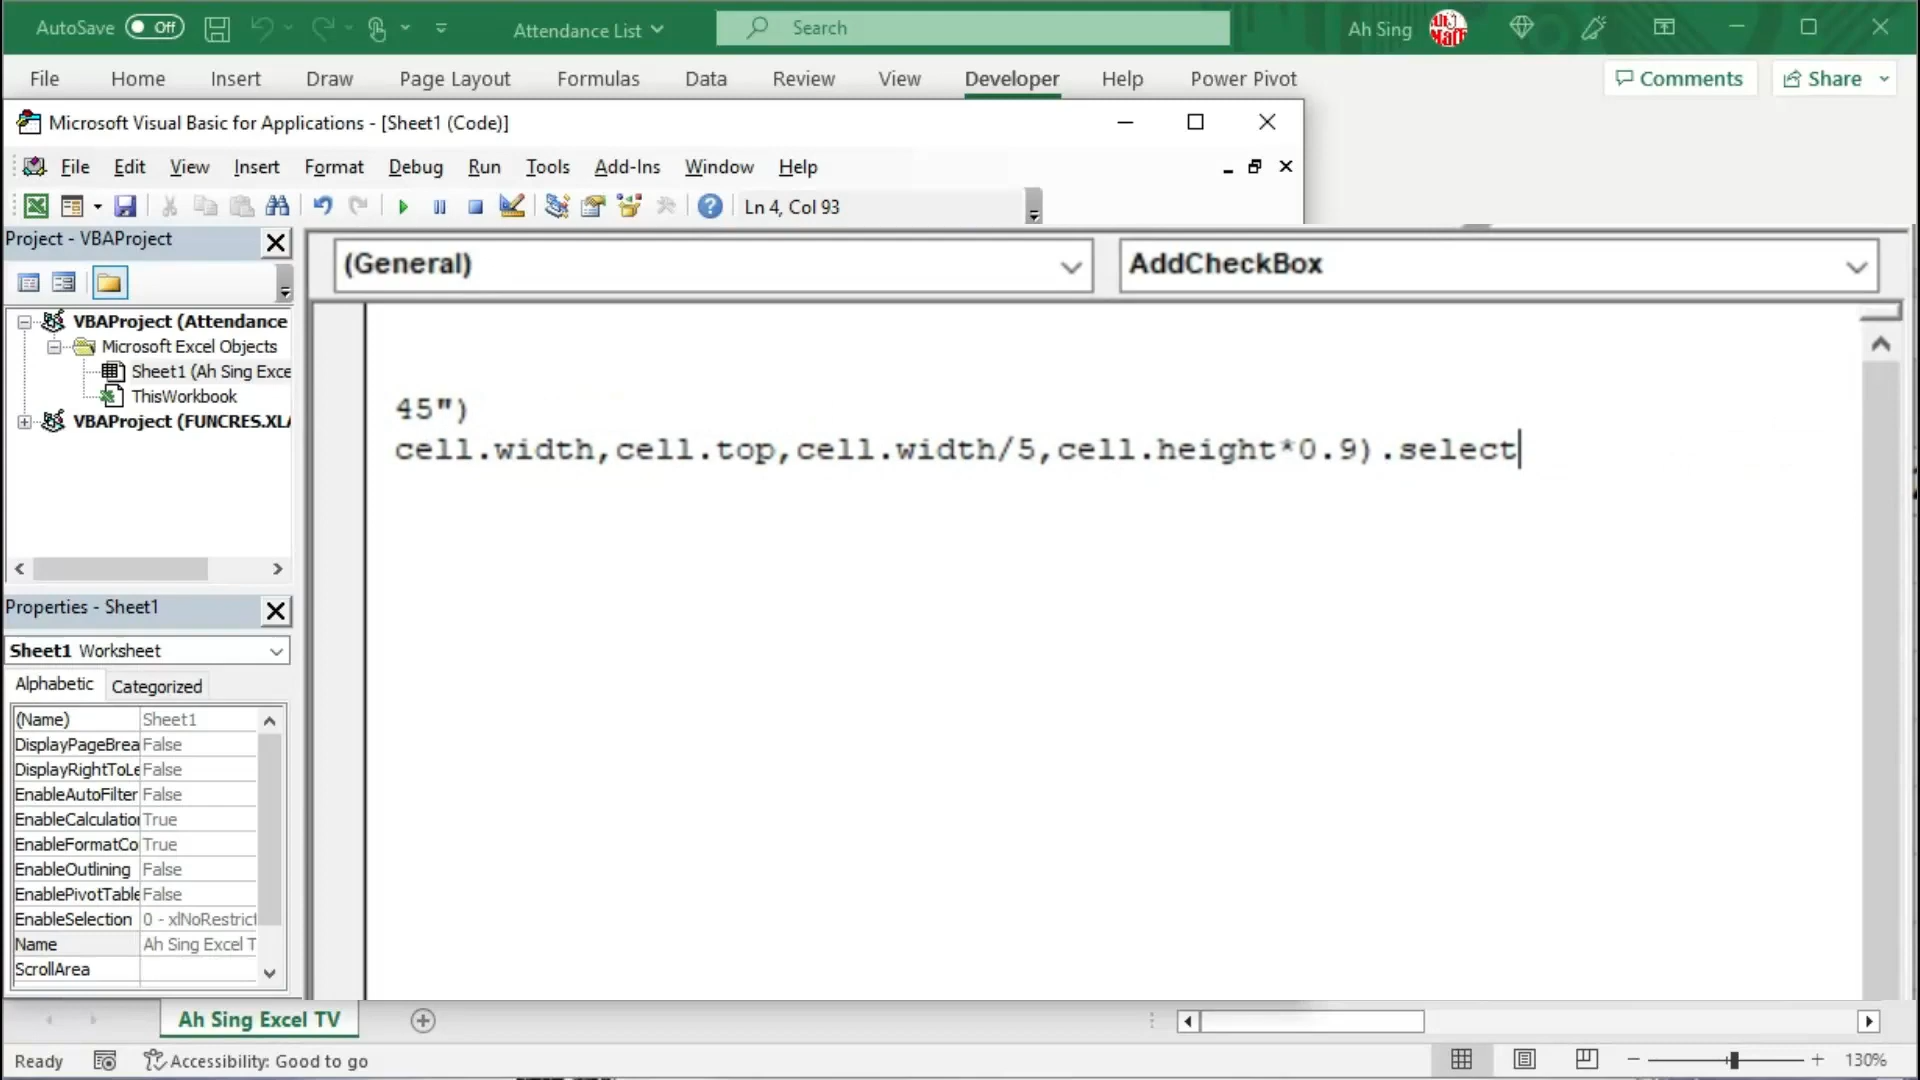 AutoSave Off Attendance List Search Ah Sing
File Home Insert Draw Page Layout Formulas Data Review View Developer Help Power Pivot Comments Share
Microsoft Visual Basic for Applications - [Sheet1 (Code)]
File Edit View Insert Format Debug Run Tools Add-Ins Window Help
Ln 4, Col 93
Project - VBAProject
(General) AddCheckBox
VBAProject (Attendance
Microsoft Excel Objects
Sheet1 (Ah Sing Exce
ThisWorkbook
VBAProject (FUNCRES.XL
45")
cell.width,cell.top,cell.width/5,cell.height*0.9).select
Properties - Sheet1
Sheet1 Worksheet
Alphabetic Categorized
(Name) Sheet1
DisplayPageBrea False
DisplayRightToLe False
EnableAutoFilter False
EnableCalculatio True
EnableFormatCo True
EnableOutlining False
EnablePivotTable False
EnableSelection 0 - xlNoRestrict
Name Ah Sing Excel T
ScrollArea
Ah Sing Excel TV
Ready Accessibility: Good to go 130%